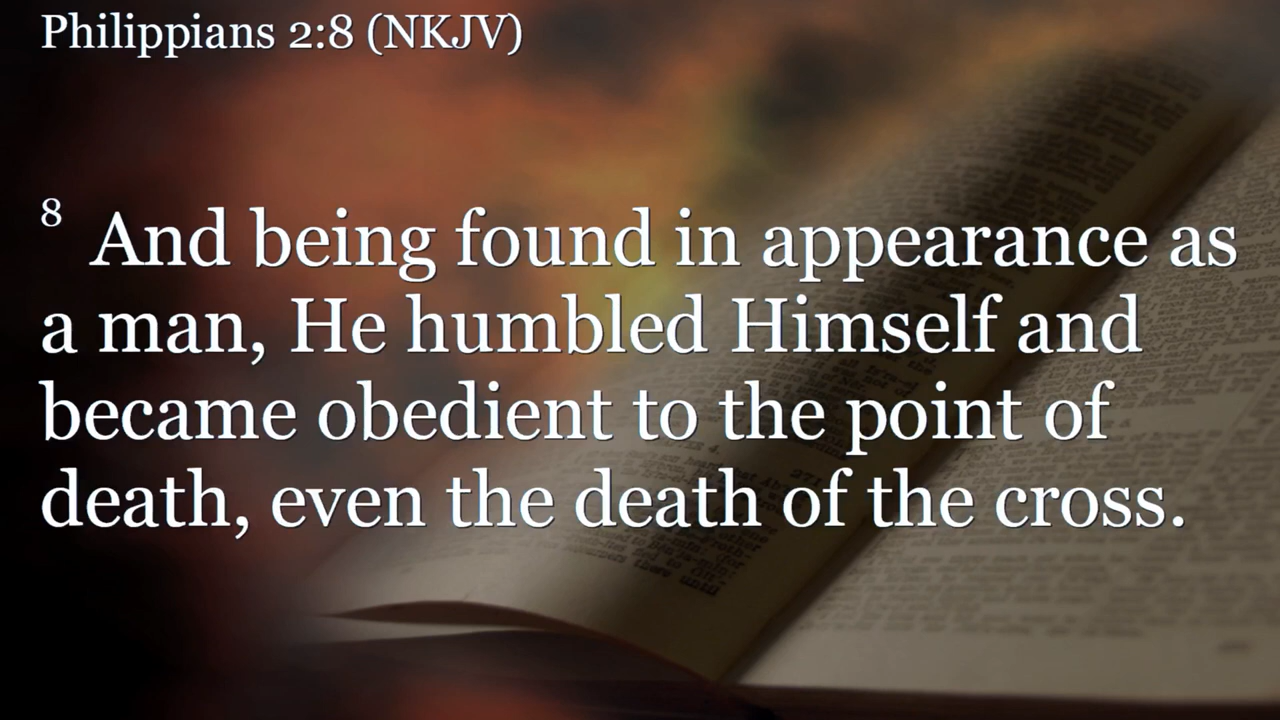 Philippians 2:8 (NKJV)
8 And being found in appearance as
a man, He humbled Himself and
became obedient to the point of
death, even the death of the cross.